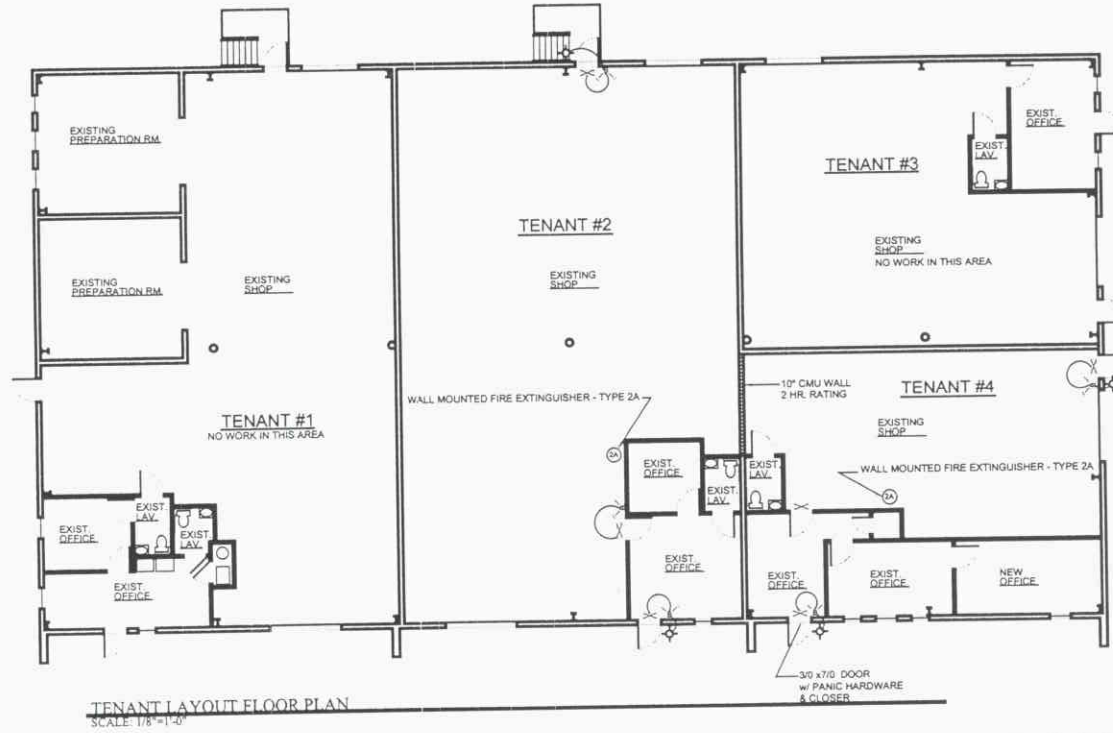 EXISTING
PREPARATION RM.
EXIST.
OFFICE
EXIST.
LAV.
TENANT #3
TENANT #2
EXISTING
SHOP
NO WORK IN THIS AREA
EXISTING
PREPARATION RM.
EXISTING
SHOP
EXISTING
SHOP
10" CMU WALL
2 HR. RATING
TENANT #4
WALL MOUNTED FIRE EXTINGUISHER - TYPE 2A
TENANT #1
NO WORK IN THIS AREA
EXISTING
SHOP
2A
EXIST.
OFFICE
EXIST.
LAV.
EXIST.
LAV.
WALL MOUNTED FIRE EXTINGUISHER - TYPE 2A
2A
EXIST.
OFFICE
EXIST.
LAV.
EXIST.
LAV.
EXIST.
OFFICE
EXIST.
OFFICE
EXIST.
OFFICE
EXIST.
OFFICE
NEW
OFFICE
3/0 x7/0 DOOR
w/ PANIC HARDWARE
& CLOSER
TENANT LAYOUT FLOOR PLAN
SCALE: 1/8"=1'-0"